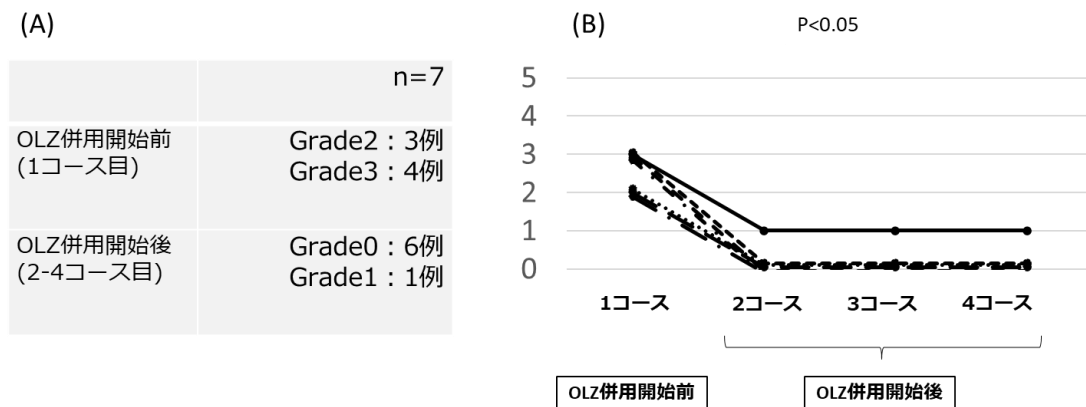 (A)
n=7
OLZ併用開始前
(1コース目)
Grade2：3例
Grade3：4例
OLZ併用開始後
(2-4コース目)
Grade0：6例
Grade1：1例
(B)
P<0.05
5
4
3
2
1
0
1コース 2コース 3コース 4コース
OLZ併用開始前 OLZ併用開始後